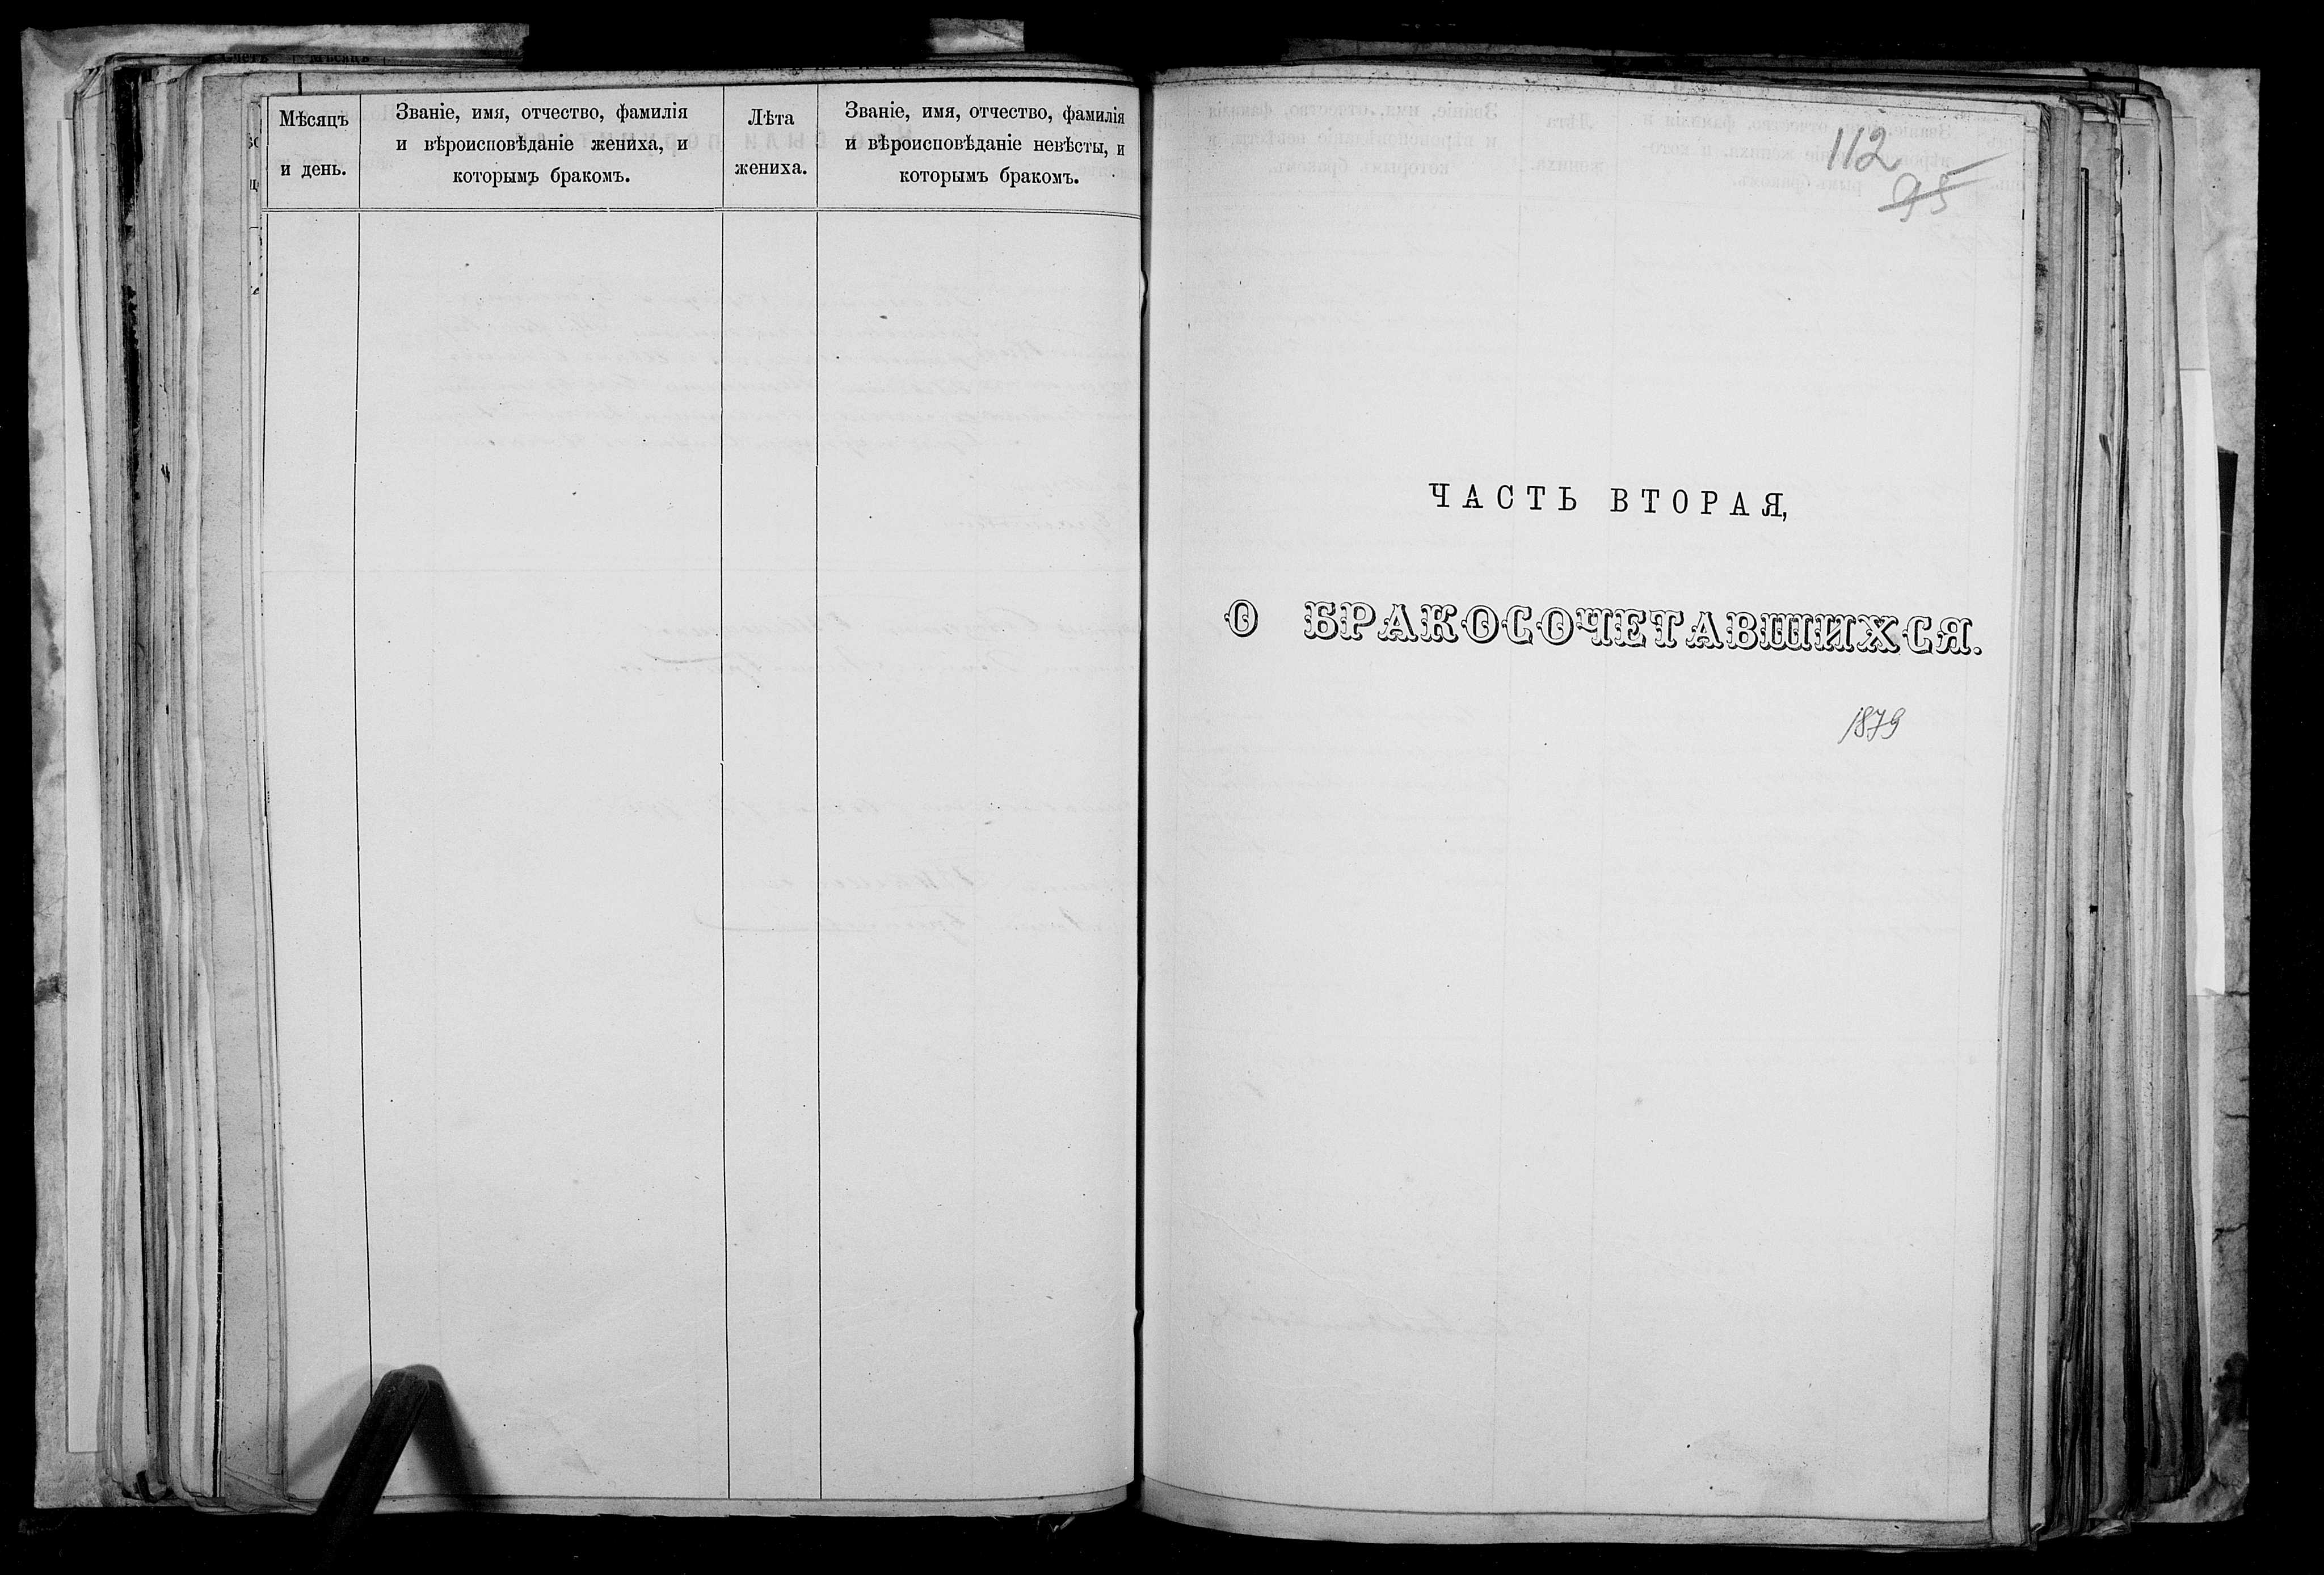 Мѣсяцъ
и день.
Званіе, имя, отчество, фамилія
и вѣроисповѣданіе жениха, и
которымъ бракомъ.
Лѣта
жениха.
Званіе, имя, отчество, фамилія
и вѣроисповѣданіе невѣсты, и
которымъ бракомъ.
112
95
ЧАСТЬ ВТОРАЯ,
О БРАКОСОЧЕТАВШИХСЯ.
1879